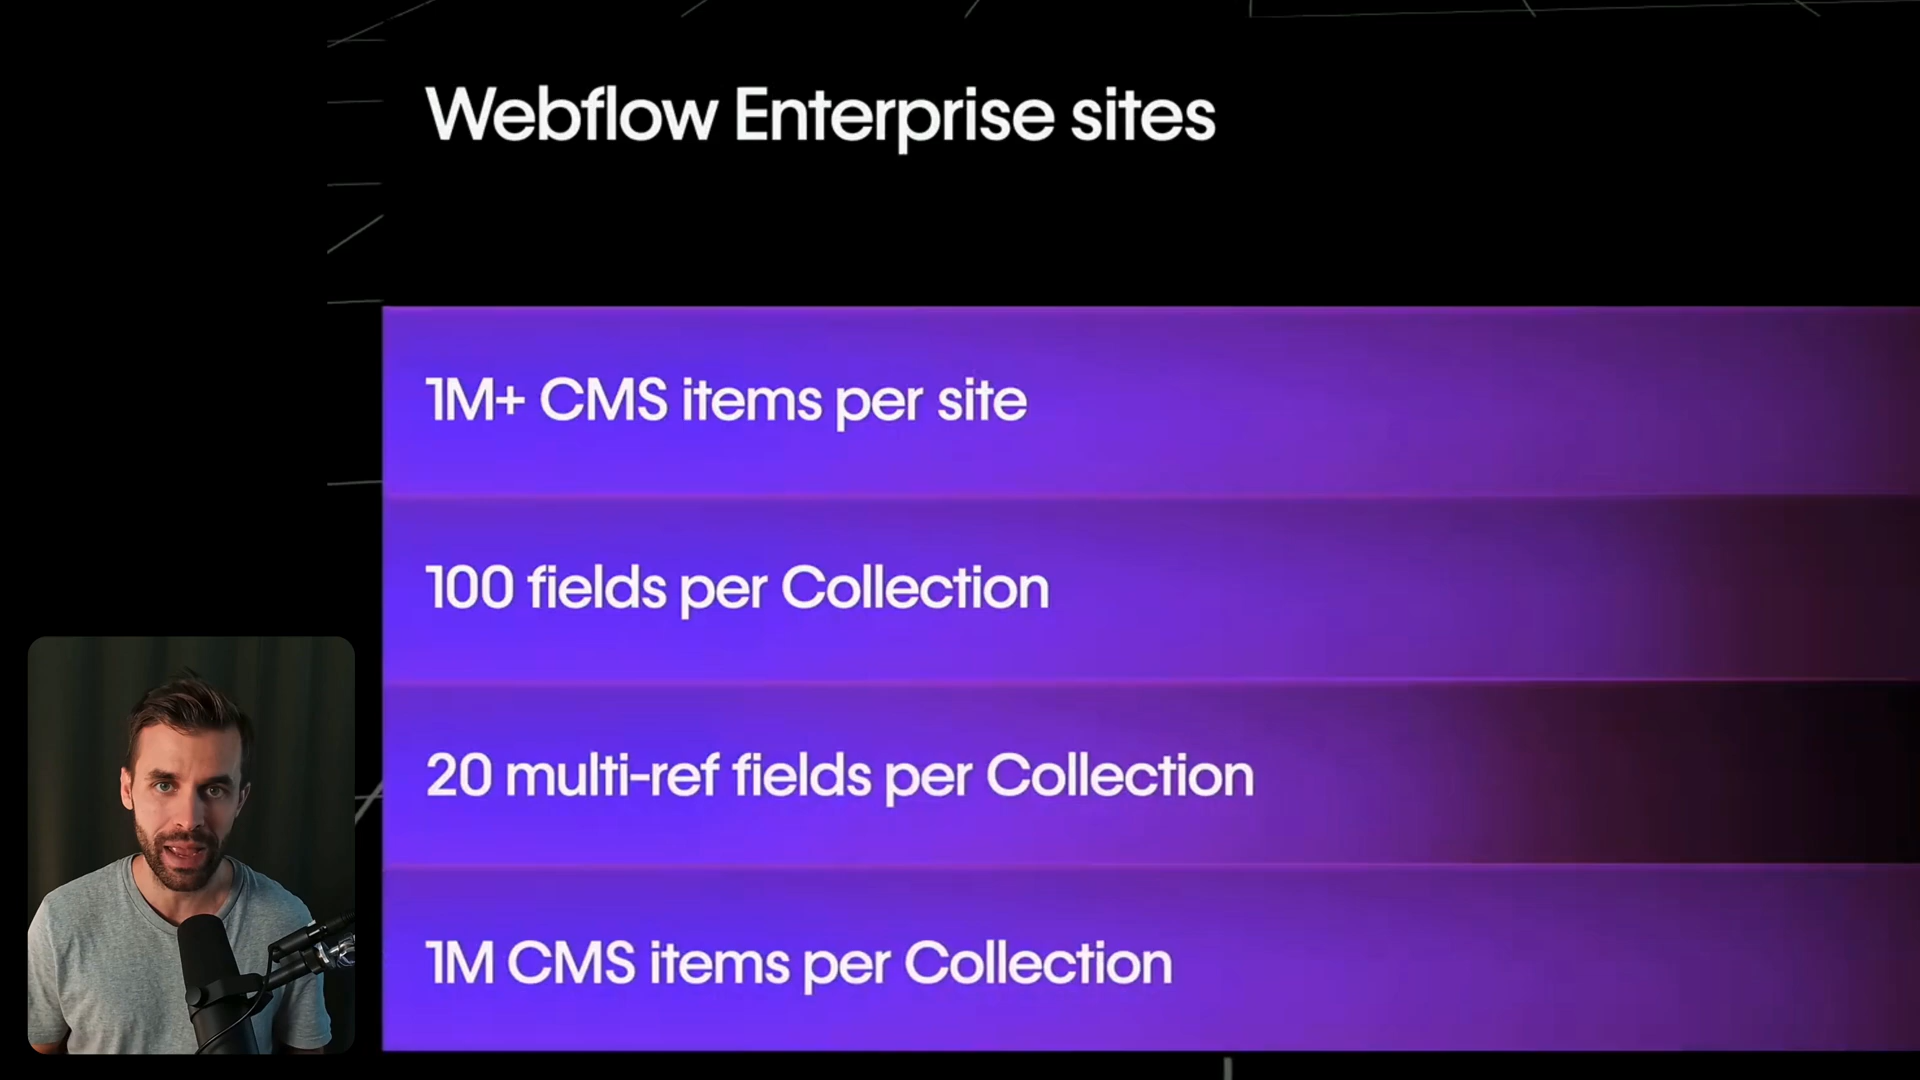 Webflow Enterprise sites
1M+ CMS items per site
100 fields per Collection
20 multi-ref fields per Collection
1M CMS items per Collection